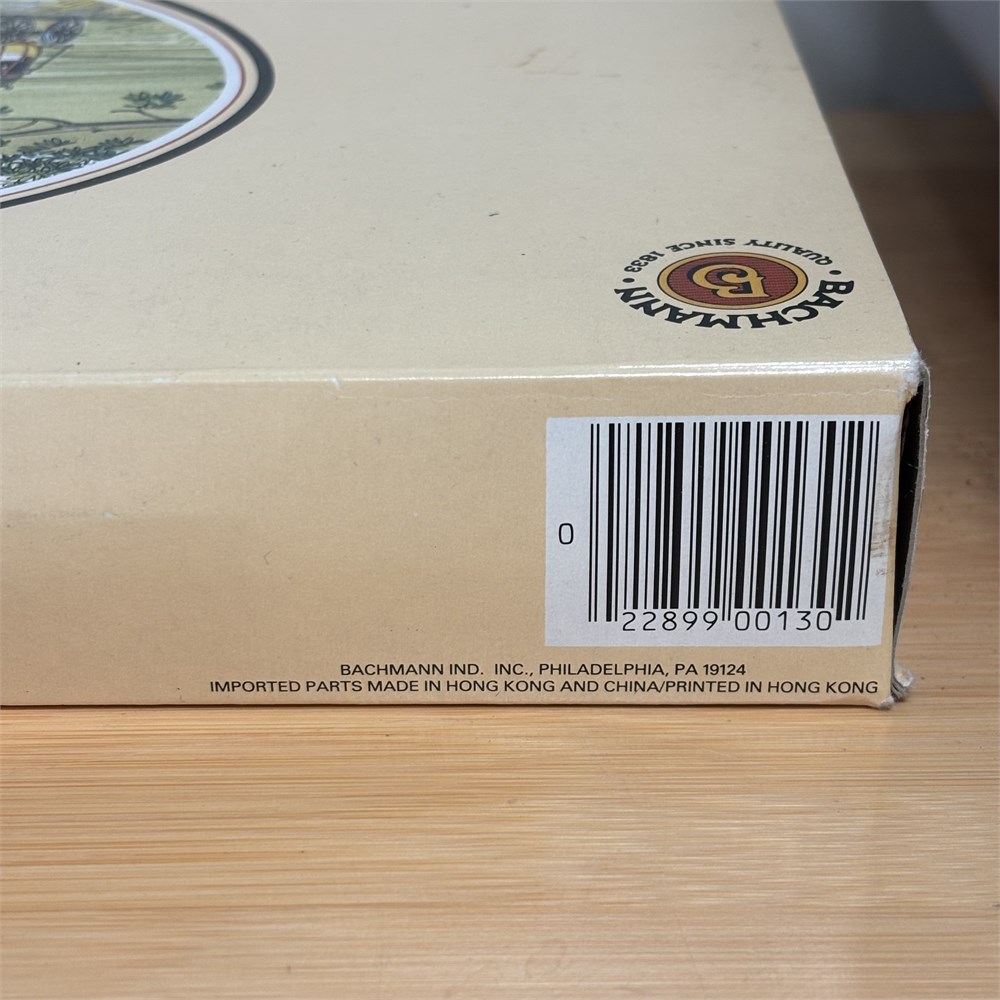 QUALITY SINCE 1833
• BACHMANN •
B
0
22899 00130
BACHMANN IND. INC., PHILADELPHIA, PA 19124
IMPORTED PARTS MADE IN HONG KONG AND CHINA/PRINTED IN HONG KONG